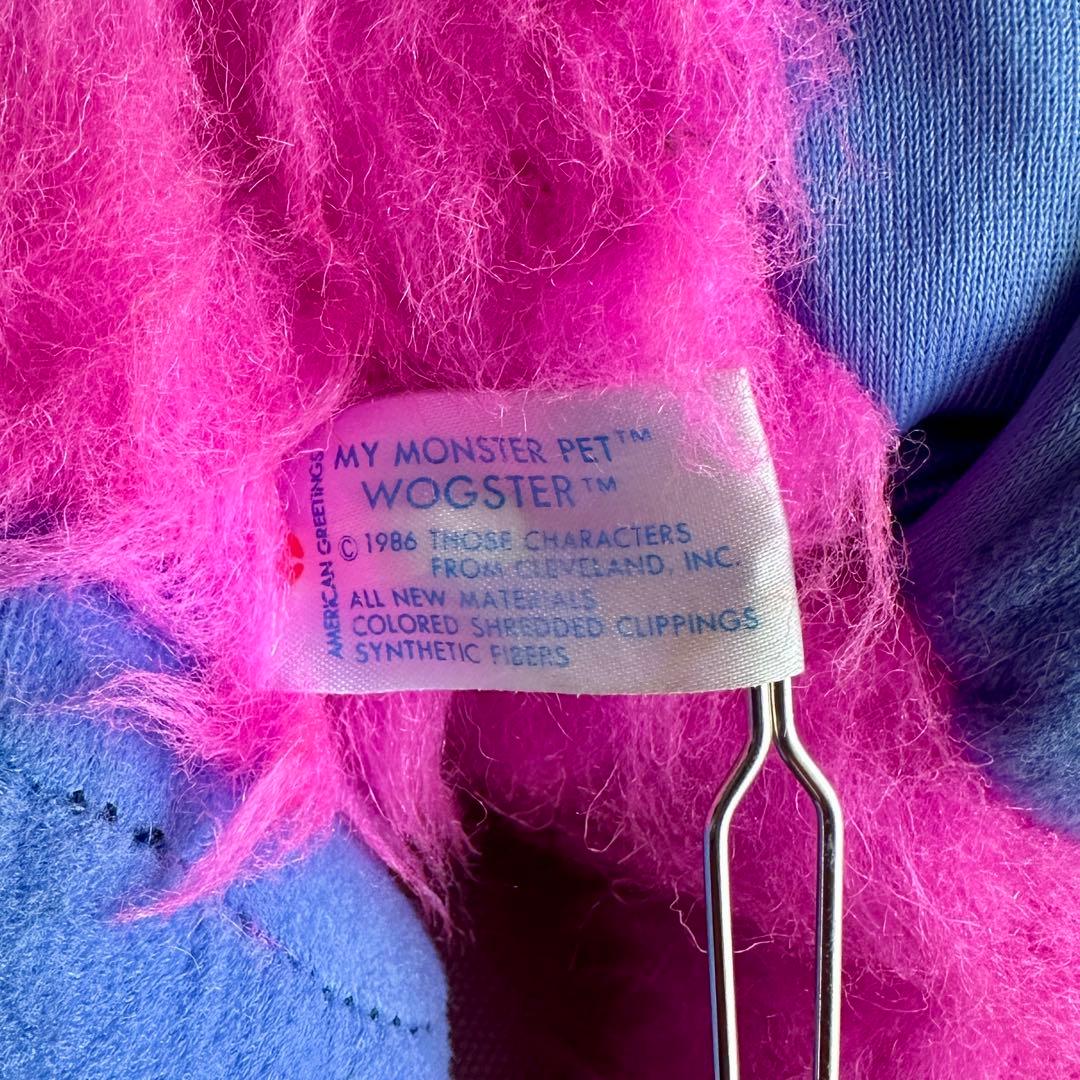 MY MONSTER PET™
WOGSTER™
© 1986 THOSE CHARACTERS
FROM CLEVELAND, INC.
ALL NEW MATERIALS
COLORED SHREDDED CLIPPINGS
SYNTHETIC FIBERS
AMERICAN GREETINGS